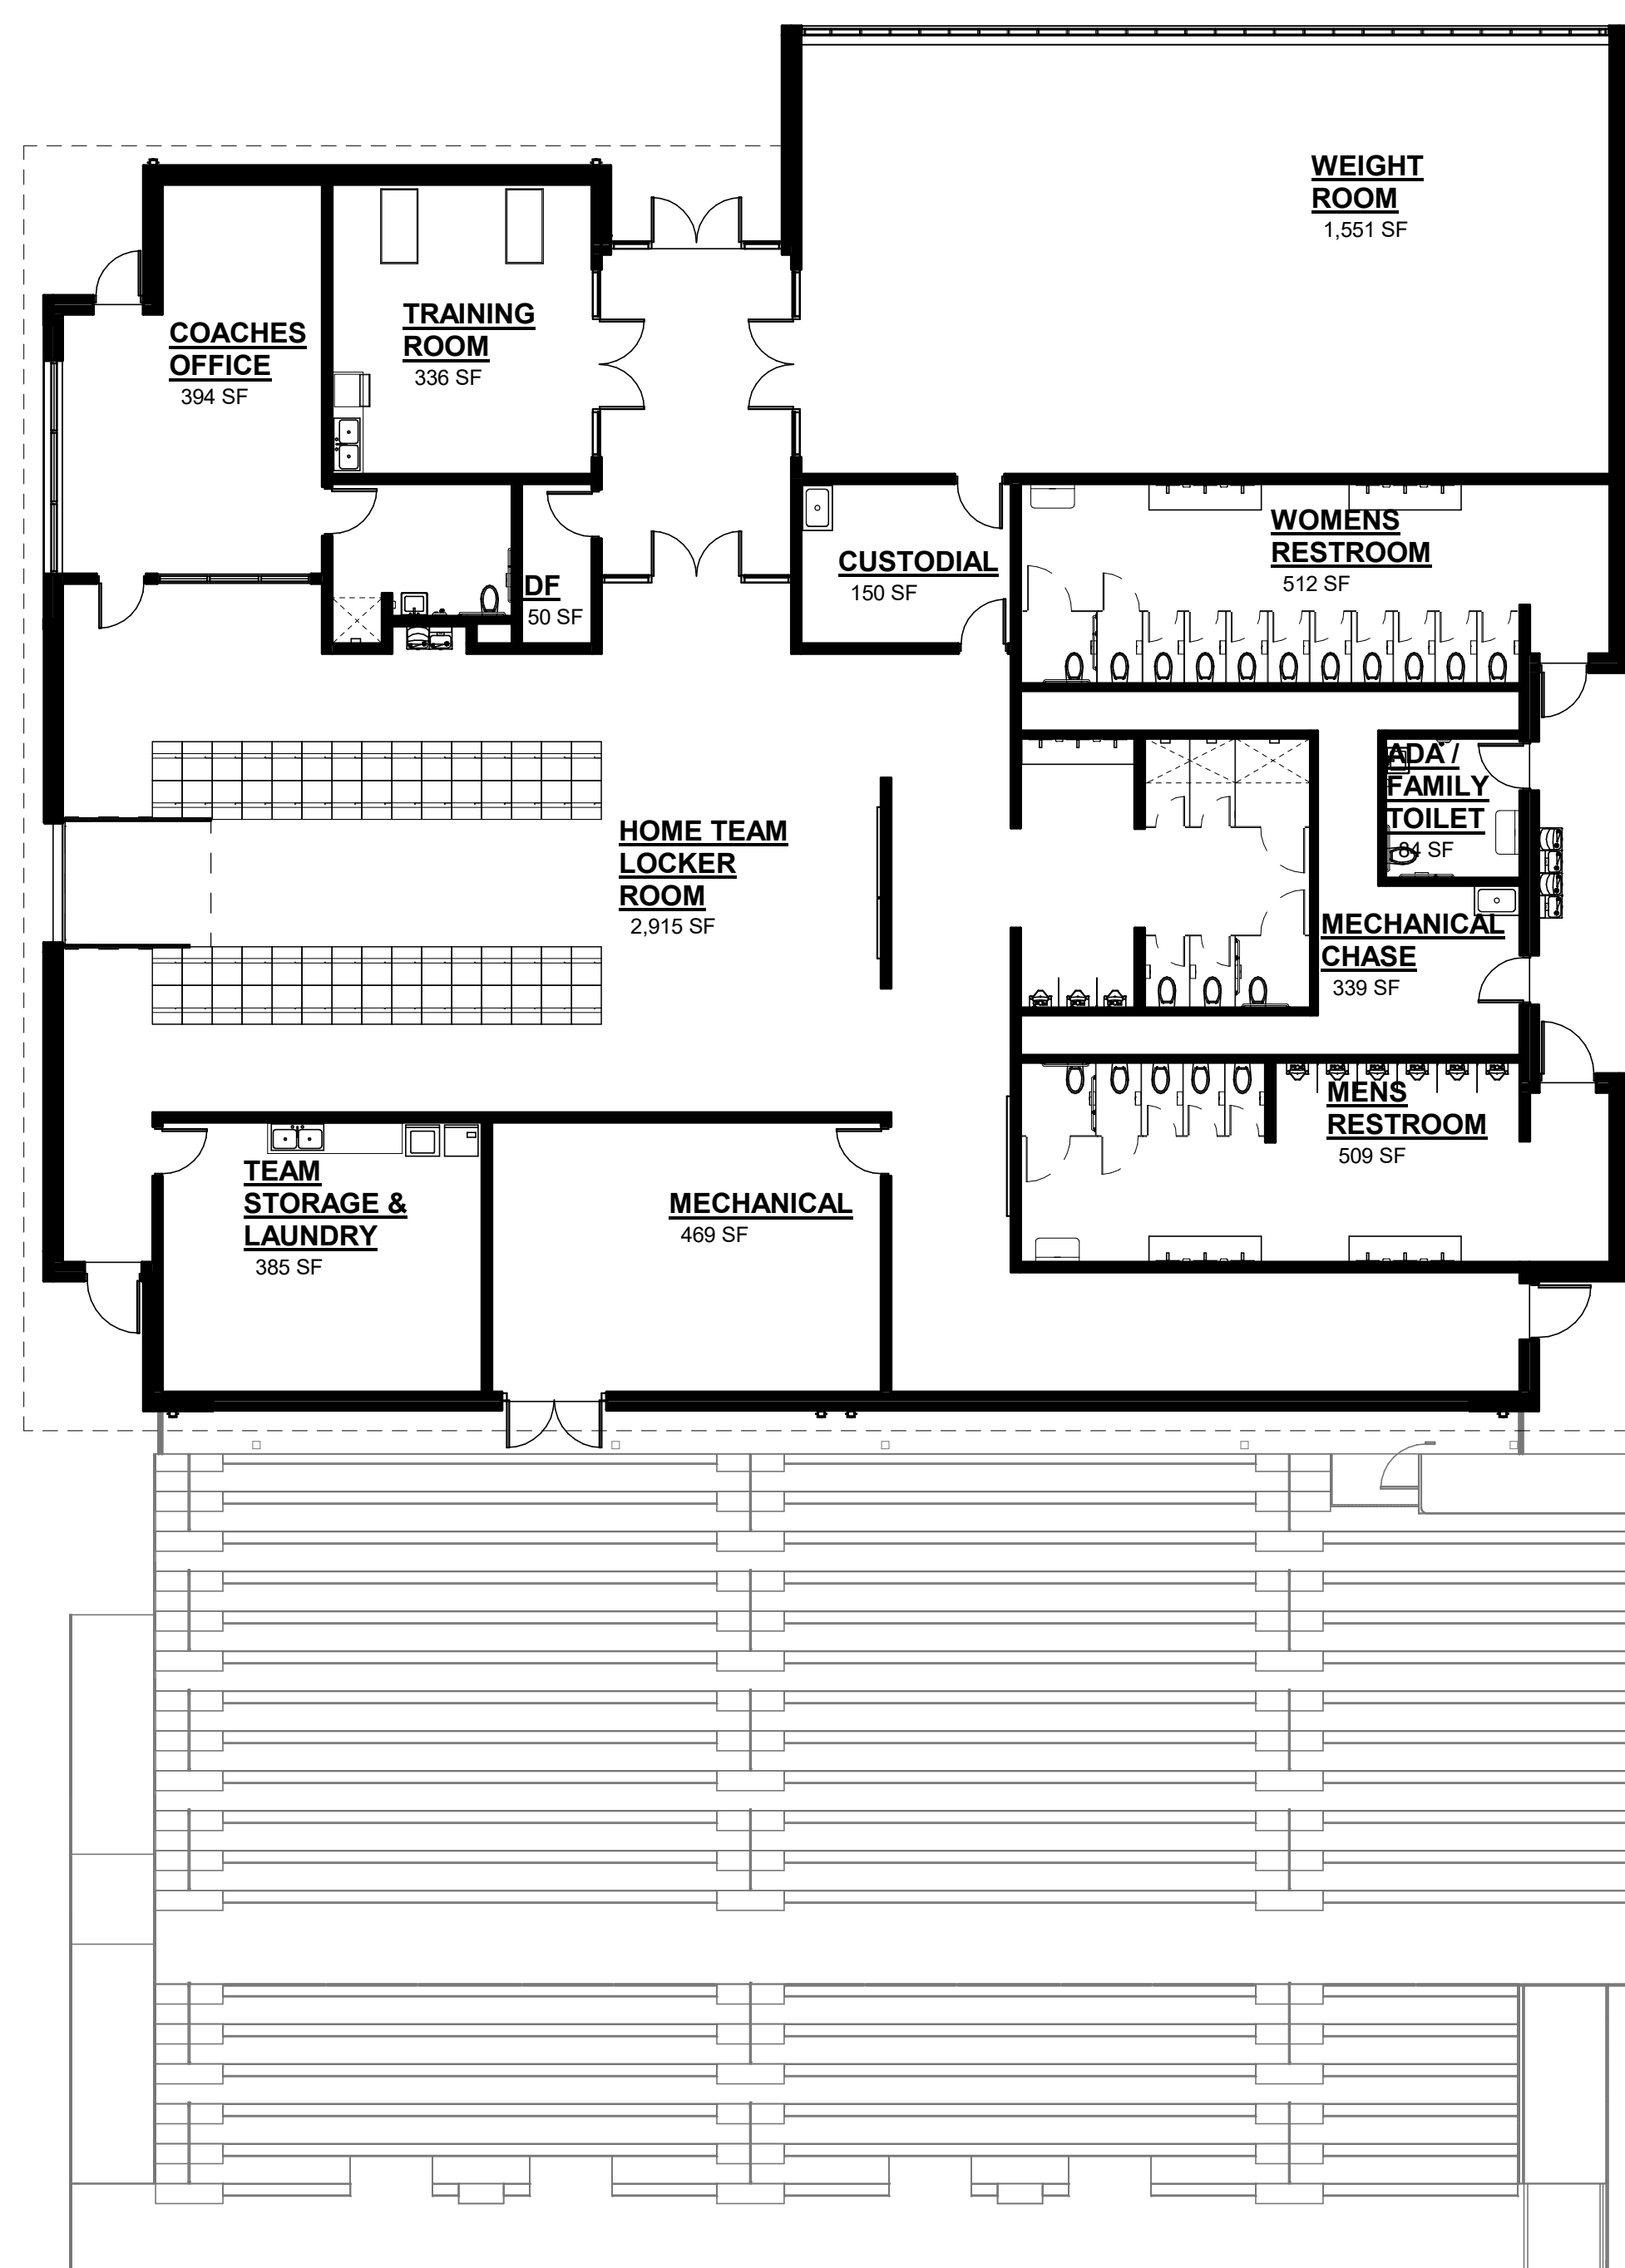 WEIGHT
ROOM
1,551 SF
COACHES
OFFICE
394 SF
TRAINING
ROOM
336 SF
DF
50 SF
CUSTODIAL
150 SF
WOMENS
RESTROOM
512 SF
HOME TEAM
LOCKER
ROOM
2,915 SF
ADA /
FAMILY
TOILET
84 SF
MECHANICAL
CHASE
339 SF
MENS
RESTROOM
509 SF
TEAM
STORAGE &
LAUNDRY
385 SF
MECHANICAL
469 SF